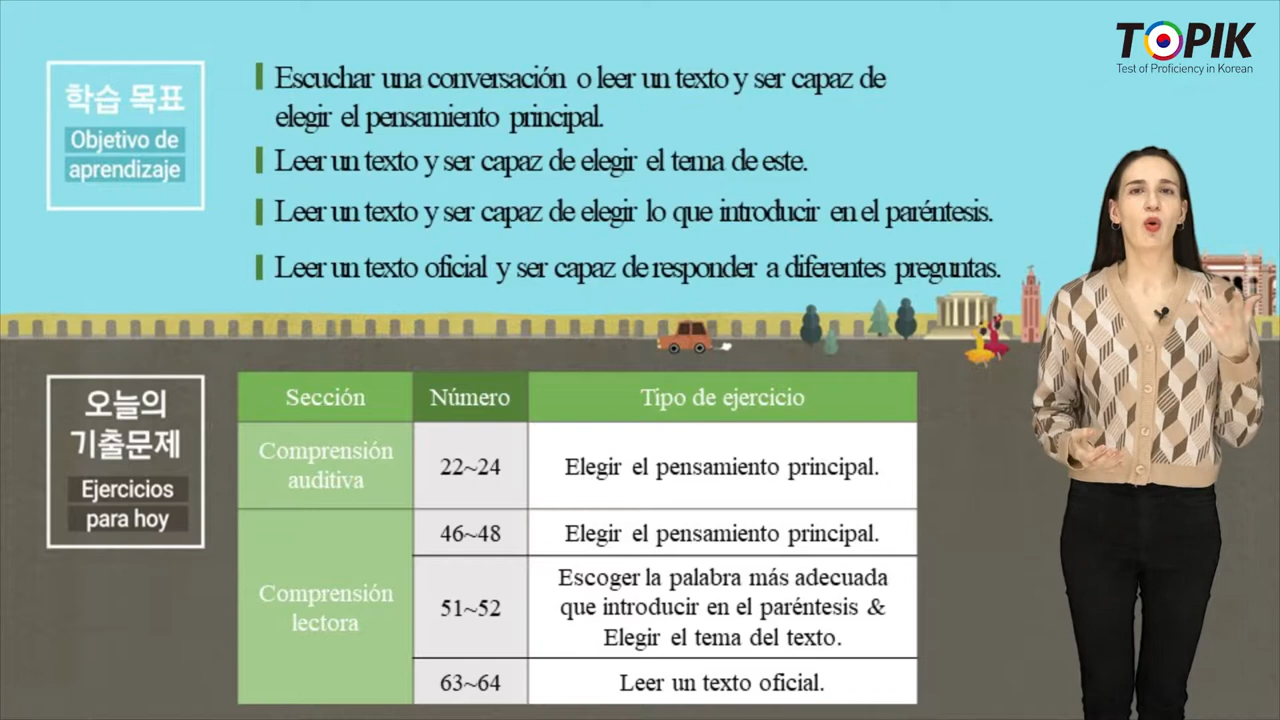 TOPIK
Test of Proficiency in Korean
학습 목표
Objetivo de
aprendizaje
Escuchar una conversación o leer un texto y ser capaz de
elegir el pensamiento principal.
Leer un texto y ser capaz de elegir el tema de este.
Leer un texto y ser capaz de elegir lo que introducir en el paréntesis.
Leer un texto oficial y ser capaz de responder a diferentes preguntas.
오늘의
기출문제
Ejercicios
para hoy
Sección Número Tipo de ejercicio
Comprensión
auditiva
22~24
Elegir el pensamiento principal.
Comprensión
lectora
46~48
Elegir el pensamiento principal.
51~52
Escoger la palabra más adecuada
que introducir en el paréntesis &
Elegir el tema del texto.
63~64
Leer un texto oficial.